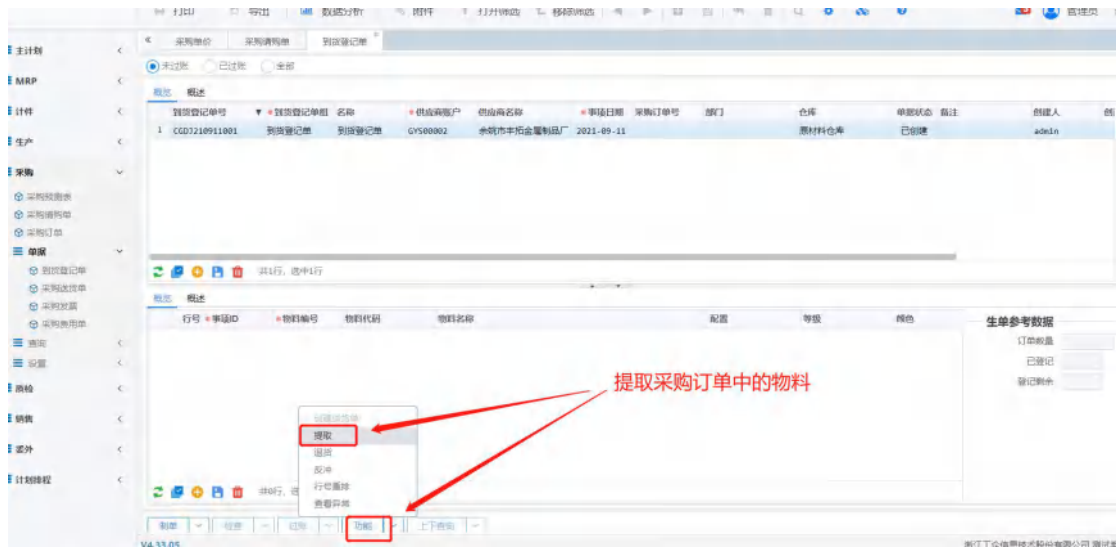 打印 导出 数据分析 附件 打开筛选 移除筛选 管理员
主计划
MRP
计件
生产
采购
采购预测表
采购请购单
采购订单
单据
到货登记单
采购送货单
采购发票
采购费用单
查询
设置
质检
销售
委外
计划排程
采购单价 采购请购单 到货登记单
未过账 已过账 全部
概览 概述
到货登记单号 *到货登记单组 名称 *供应商账户 供应商名称 *事项日期 采购订单号 部门 仓库 单据状态 备注 创建人 创
1 CGDJ210911001 到货登记单 到货登记单 GYS00002 余姚市丰拓金属制品厂 2021-09-11 原材料仓库 已创建 admin
共1行, 选中1行
概览 概述
行号 *事项ID *物料编号 物料代码 物料名称 配置 等级 颜色
生单参考数据
订单数量
已登记
登记剩余
提取采购订单中的物料
提取
退货
反冲
行号重排
查看异常
共0行, 选
制单 检查 过账 功能 上下查询
V4.33.05